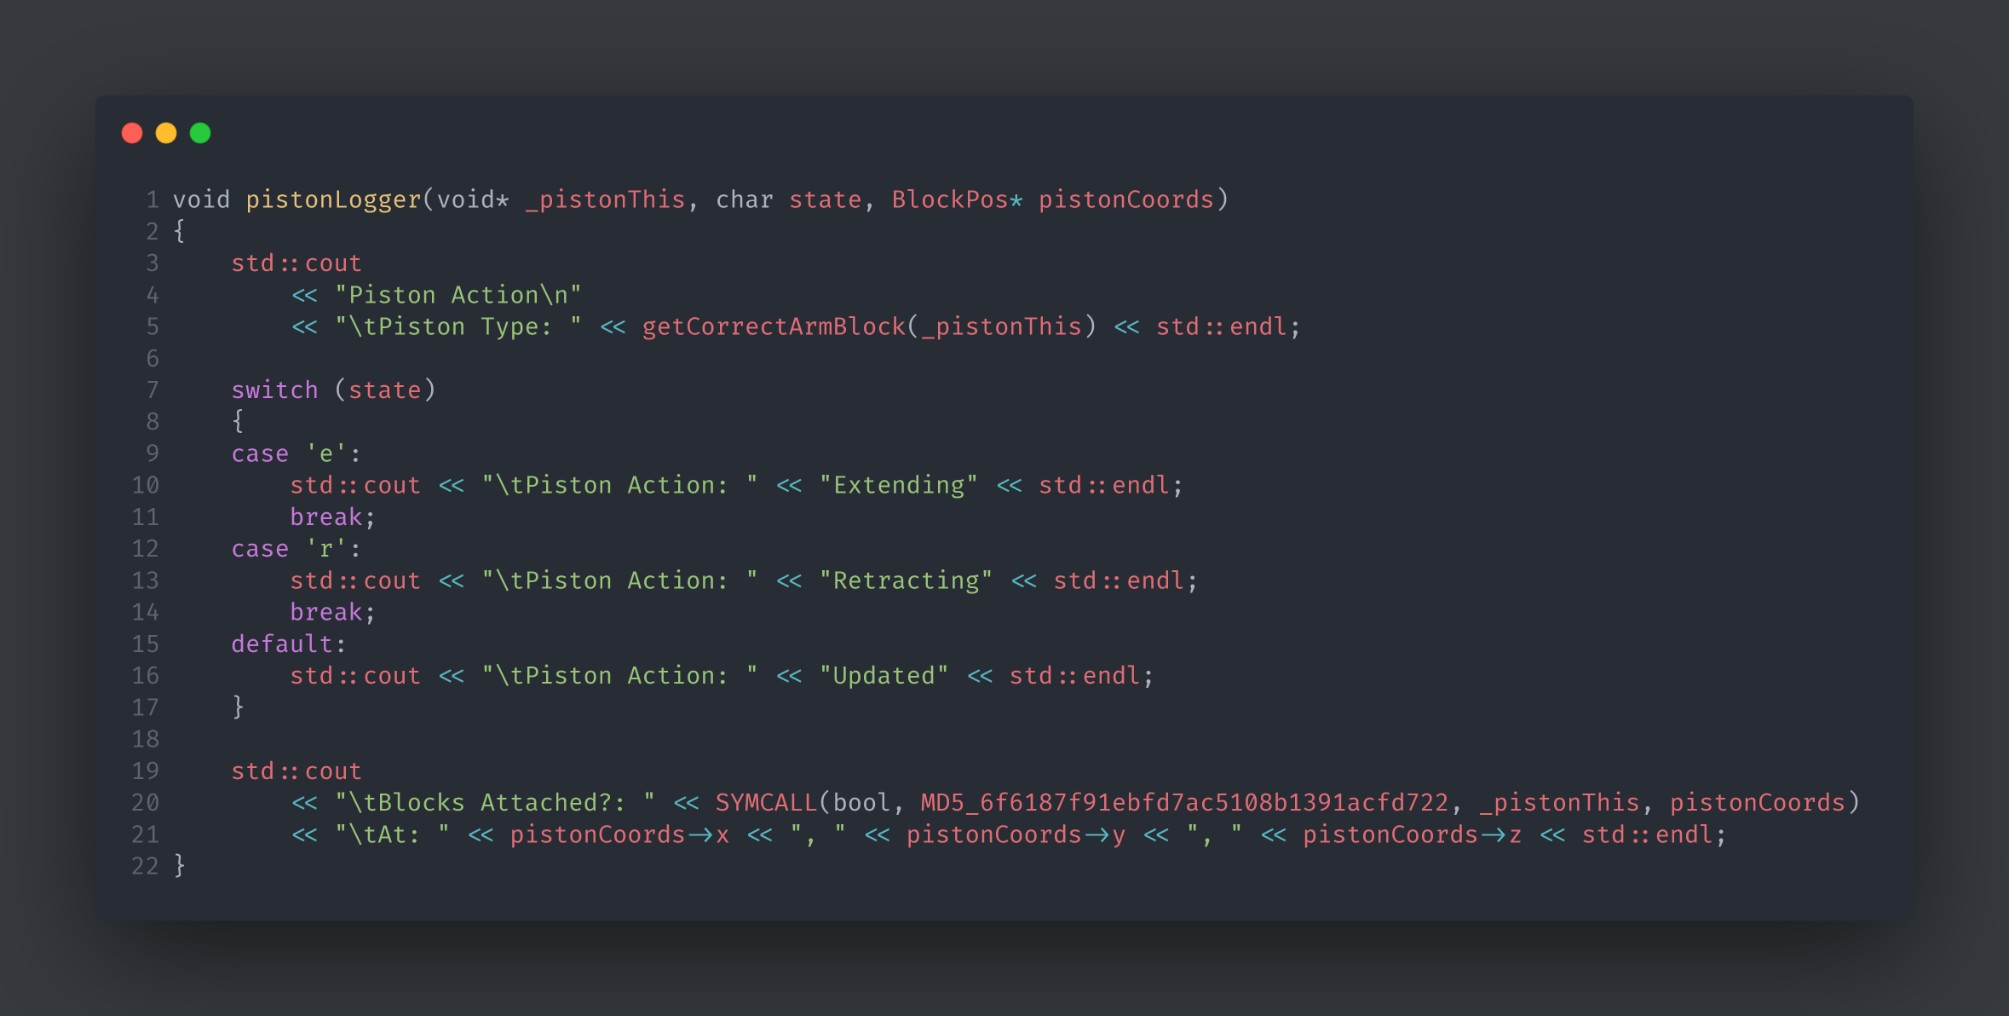 1 void pistonLogger(void* _pistonThis, char state, BlockPos* pistonCoords)
2 {
3     std::cout
4         << "Piston Action\n"
5         << "\tPiston Type: " << getCorrectArmBlock(_pistonThis) << std::endl;
6
7     switch (state)
8     {
9     case 'e':
10         std::cout << "\tPiston Action: " << "Extending" << std::endl;
11         break;
12     case 'r':
13         std::cout << "\tPiston Action: " << "Retracting" << std::endl;
14         break;
15     default:
16         std::cout << "\tPiston Action: " << "Updated" << std::endl;
17     }
18
19     std::cout
20         << "\tBlocks Attached?: " << SYMCALL(bool, MD5_6f6187f91ebfd7ac5108b1391acfd722, _pistonThis, pistonCoords)
21         << "\tAt: " << pistonCoords->x << ", " << pistonCoords->y << ", " << pistonCoords->z << std::endl;
22 }